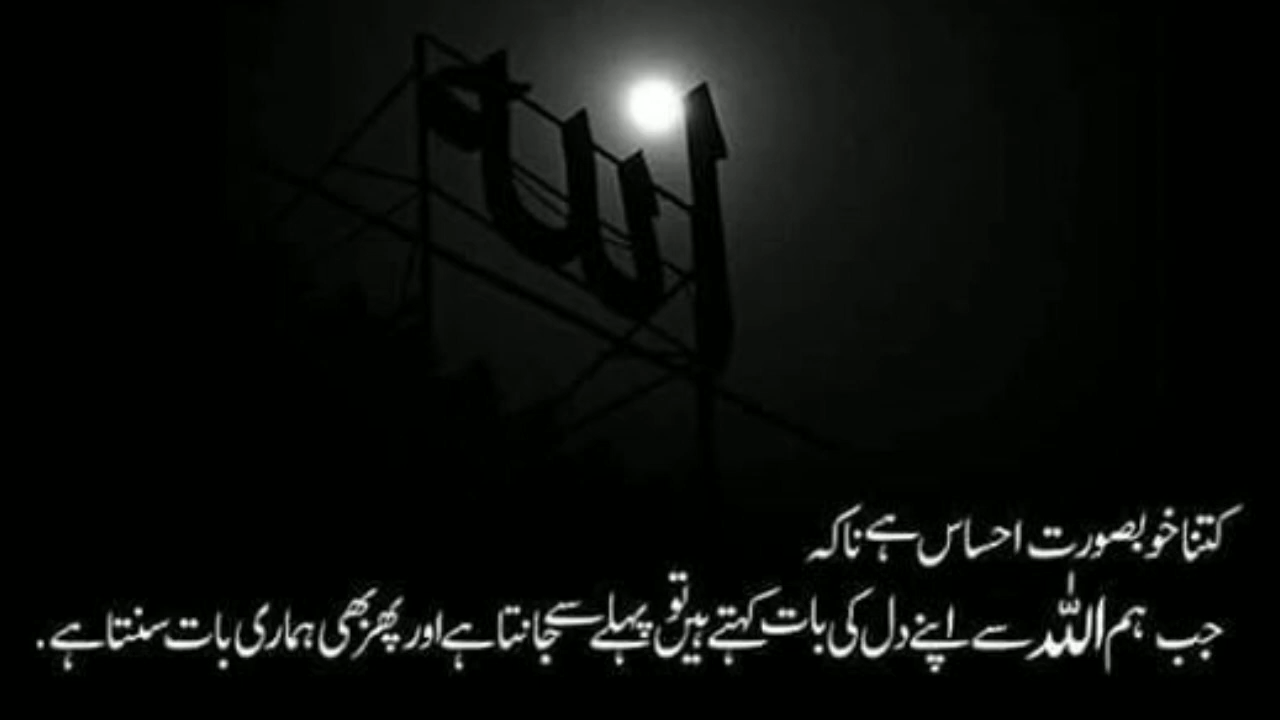 الله
کتنا خوبصورت احساس ہے نا کہ
جب ہم اللہ سے اپنے دل کی بات کہتے ہیں تو پہلے سے جانتا ہے اور پھر بھی ہماری بات سنتا ہے.